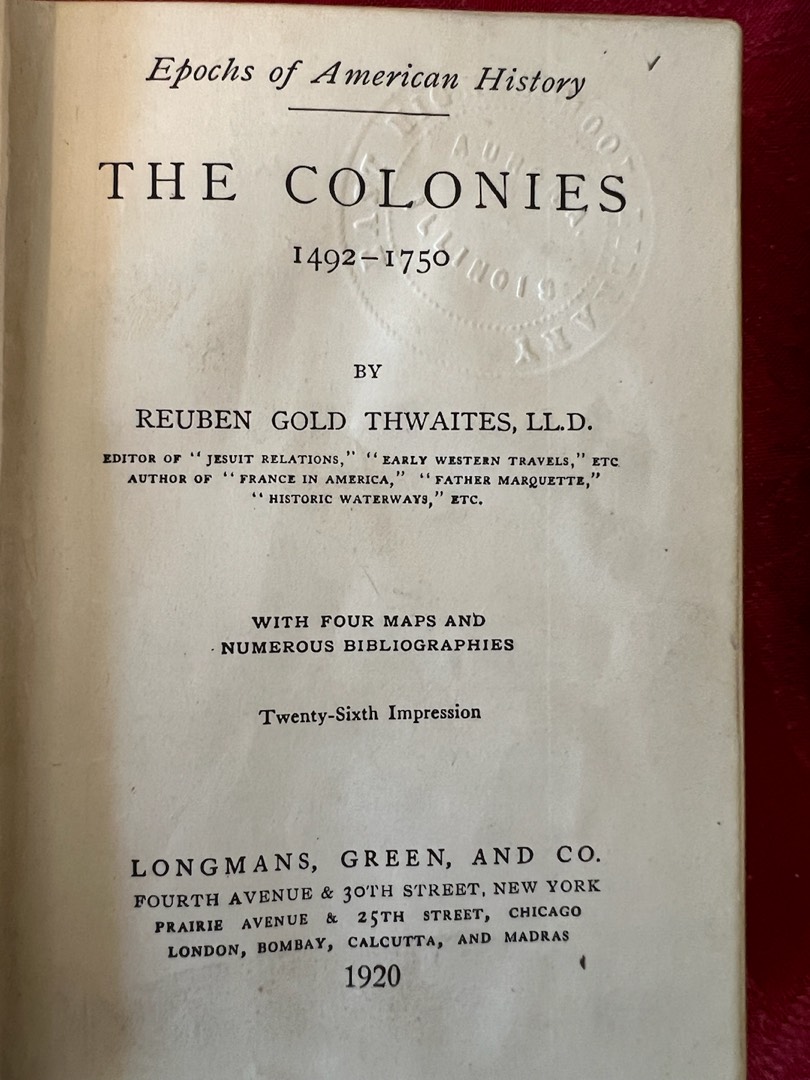 Epochs of American History
THE COLONIES
1492–1750
BY
REUBEN GOLD THWAITES, LL.D.
EDITOR OF "JESUIT RELATIONS," "EARLY WESTERN TRAVELS," ETC
AUTHOR OF "FRANCE IN AMERICA," "FATHER MARQUETTE,"
"HISTORIC WATERWAYS," ETC.
WITH FOUR MAPS AND
NUMEROUS BIBLIOGRAPHIES
Twenty-Sixth Impression
LONGMANS, GREEN, AND CO.
FOURTH AVENUE & 30TH STREET, NEW YORK
PRAIRIE AVENUE & 25TH STREET, CHICAGO
LONDON, BOMBAY, CALCUTTA, AND MADRAS
1920